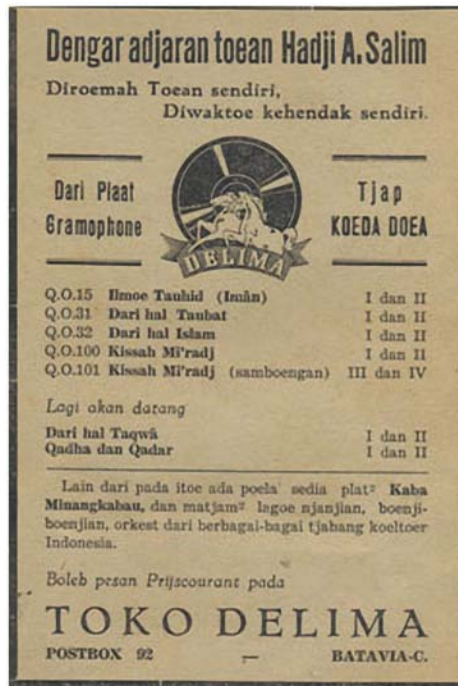 Dengar adjaran toean Hadji A. Salim
Diroemah Toean sendiri,
Diwaktoe kehendak sendiri.
Dari Plaat
Gramophone
DELIMA
Tjap
KOEDA DOEA
Q.O.15 Ilmoe Tauhid (Imân) I dan II
Q.O.31 Dari hal Taubat I dan II
Q.O.32 Dari hal Islam I dan II
Q.O.100 Kissah Mi'radj I dan II
Q.O.101 Kissah Mi'radj (samboengan) III dan IV
Lagi akan datang
Dari hal Taqwâ I dan II
Qadha dan Qadar I dan II
Lain dari pada itoe ada poela sedia plat² Kaba
Minangkabau, dan matjam² lagoe njanjian, boenji-
boenjian, orkest dari berbagai-bagai tjabang koeltoer
Indonesia.
Boleh pesan Prijscourant pada
TOKO DELIMA
POSTBOX 92 — BATAVIA-C.